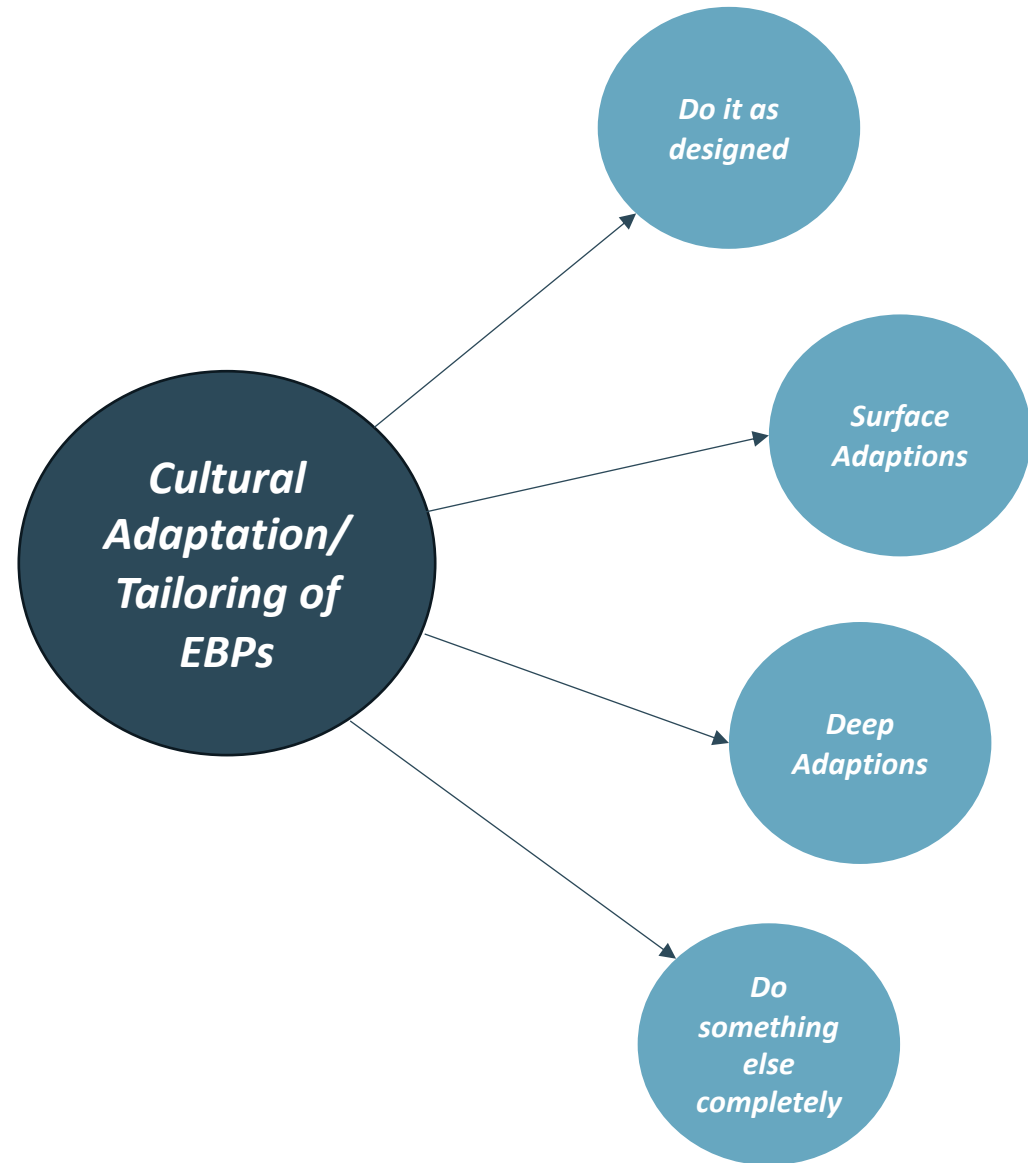 Do it as
designed
Surface
Adaptions
Cultural
Adaptation/
Tailoring of
EBPs
Deep
Adaptions
Do
something
else
completely